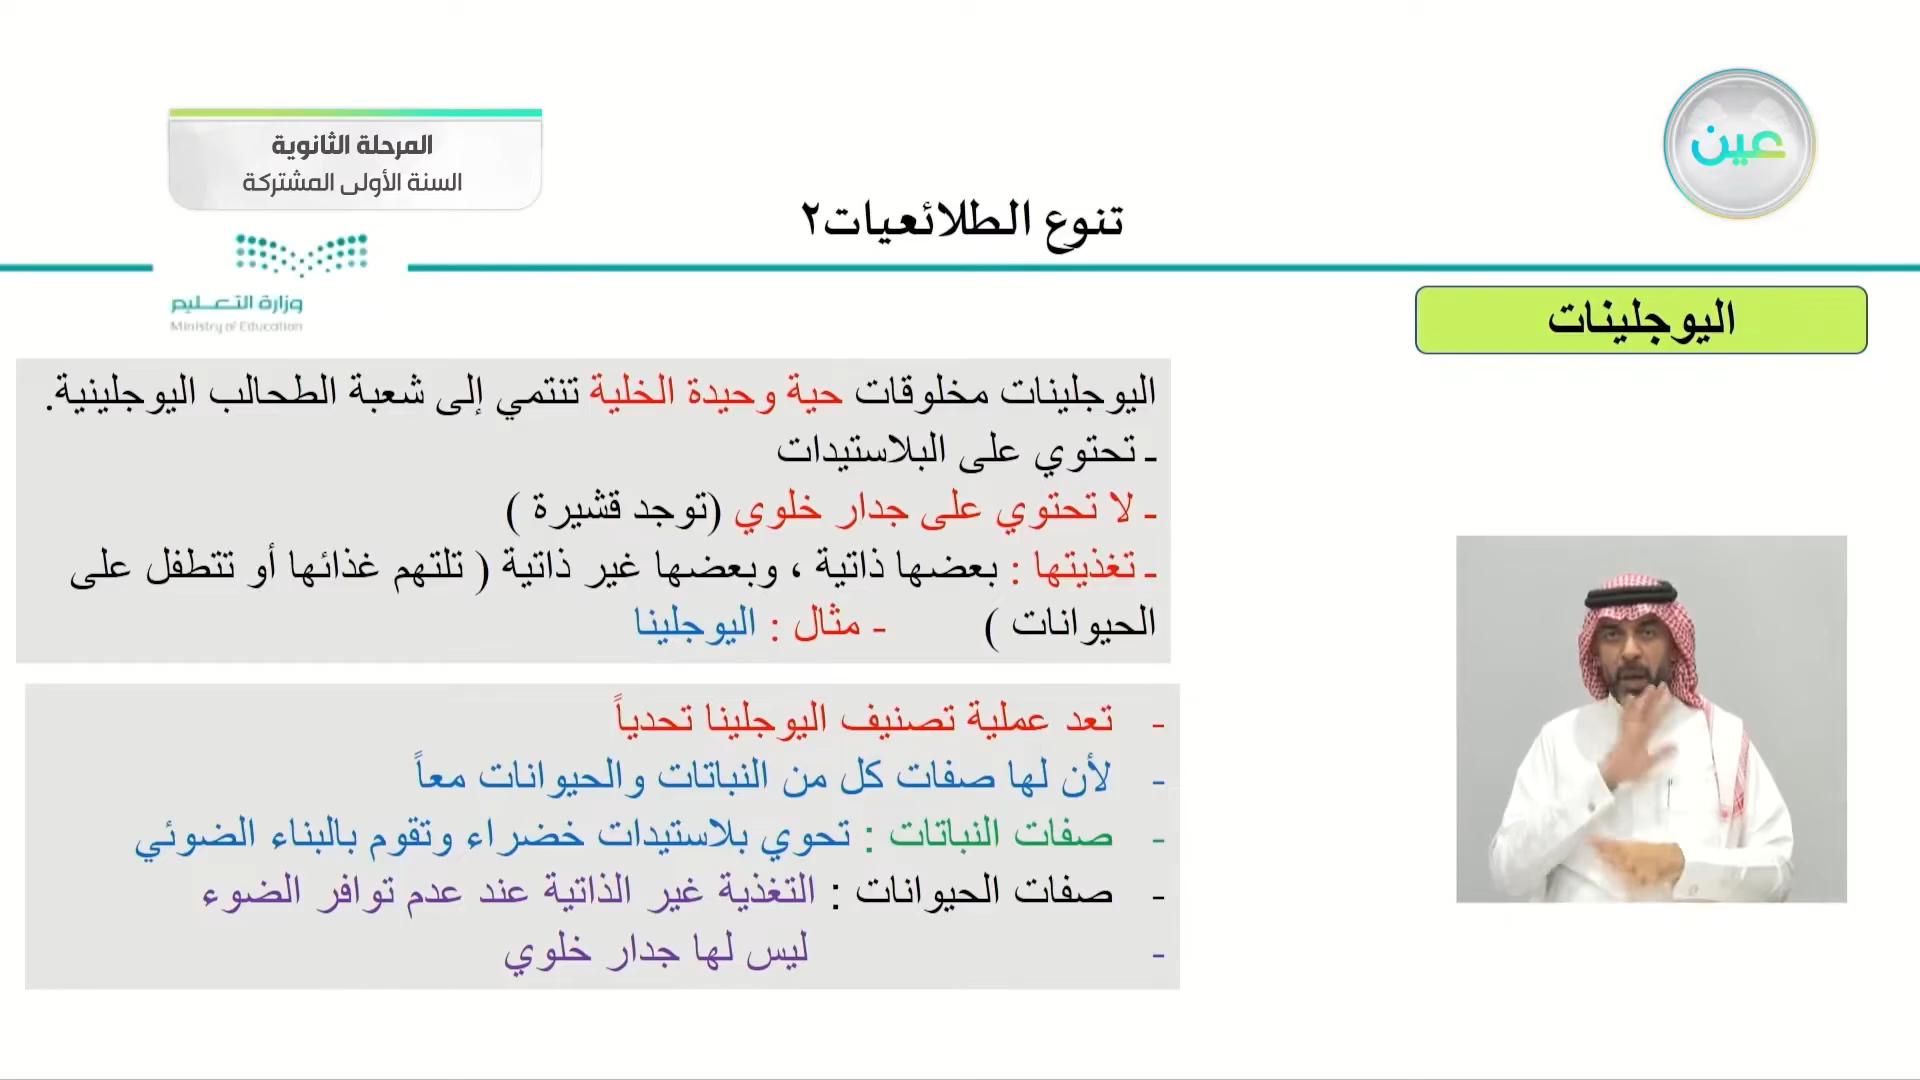 عين
المرحلة الثانوية
السنة الأولى المشتركة
تنوع الطلائعيات٢
وزارة التعليم
Ministry of Education
اليوجلينات
اليوجلينات مخلوقات حية وحيدة الخلية تنتمي إلى شعبة الطحالب اليوجلينية.
ـ تحتوي على البلاستيدات
ـ لا تحتوي على جدار خلوي (توجد قشيرة )
ـ تغذيتها : بعضها ذاتية ، وبعضها غير ذاتية ( تلتهم غذائها أو تتطفل على
الحيوانات ) - مثال : اليوجلينا
- تعد عملية تصنيف اليوجلينا تحدياً
- لأن لها صفات كل من النباتات والحيوانات معاً
- صفات النباتات : تحوي بلاستيدات خضراء وتقوم بالبناء الضوئي
- صفات الحيوانات : التغذية غير الذاتية عند عدم توافر الضوء
- ليس لها جدار خلوي